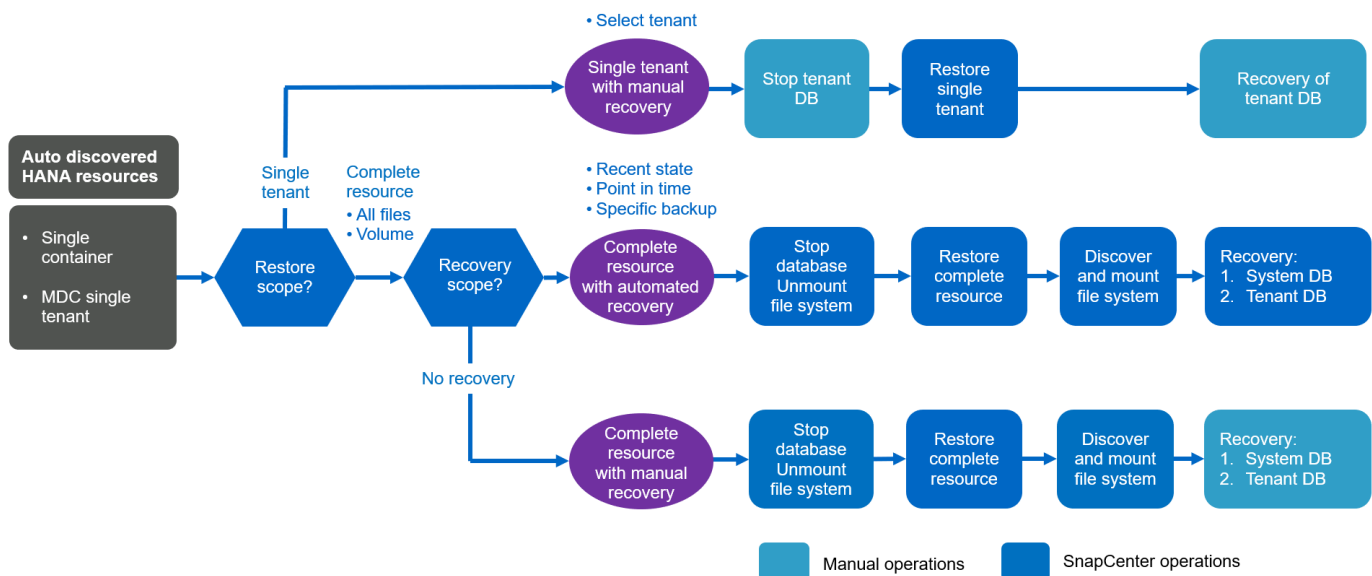 • Select tenant
Single tenant
with manual
recovery
Stop tenant
DB
Restore
single
tenant
Recovery of
tenant DB
Auto discovered
HANA resources
• Single
container
• MDC single
tenant
Single
tenant
Complete
resource
• All files
• Volume
Restore
scope?
Recovery
scope?
• Recent state
• Point in time
• Specific backup
Complete
resource
with automated
recovery
Stop
database
Unmount
file system
Restore
complete
resource
Discover
and mount
file system
Recovery:
1. System DB
2. Tenant DB
No recovery
Complete
resource
with manual
recovery
Stop
database
Unmount
file system
Restore
complete
resource
Discover
and mount
file system
Recovery:
1. System DB
2. Tenant DB
Manual operations
SnapCenter operations